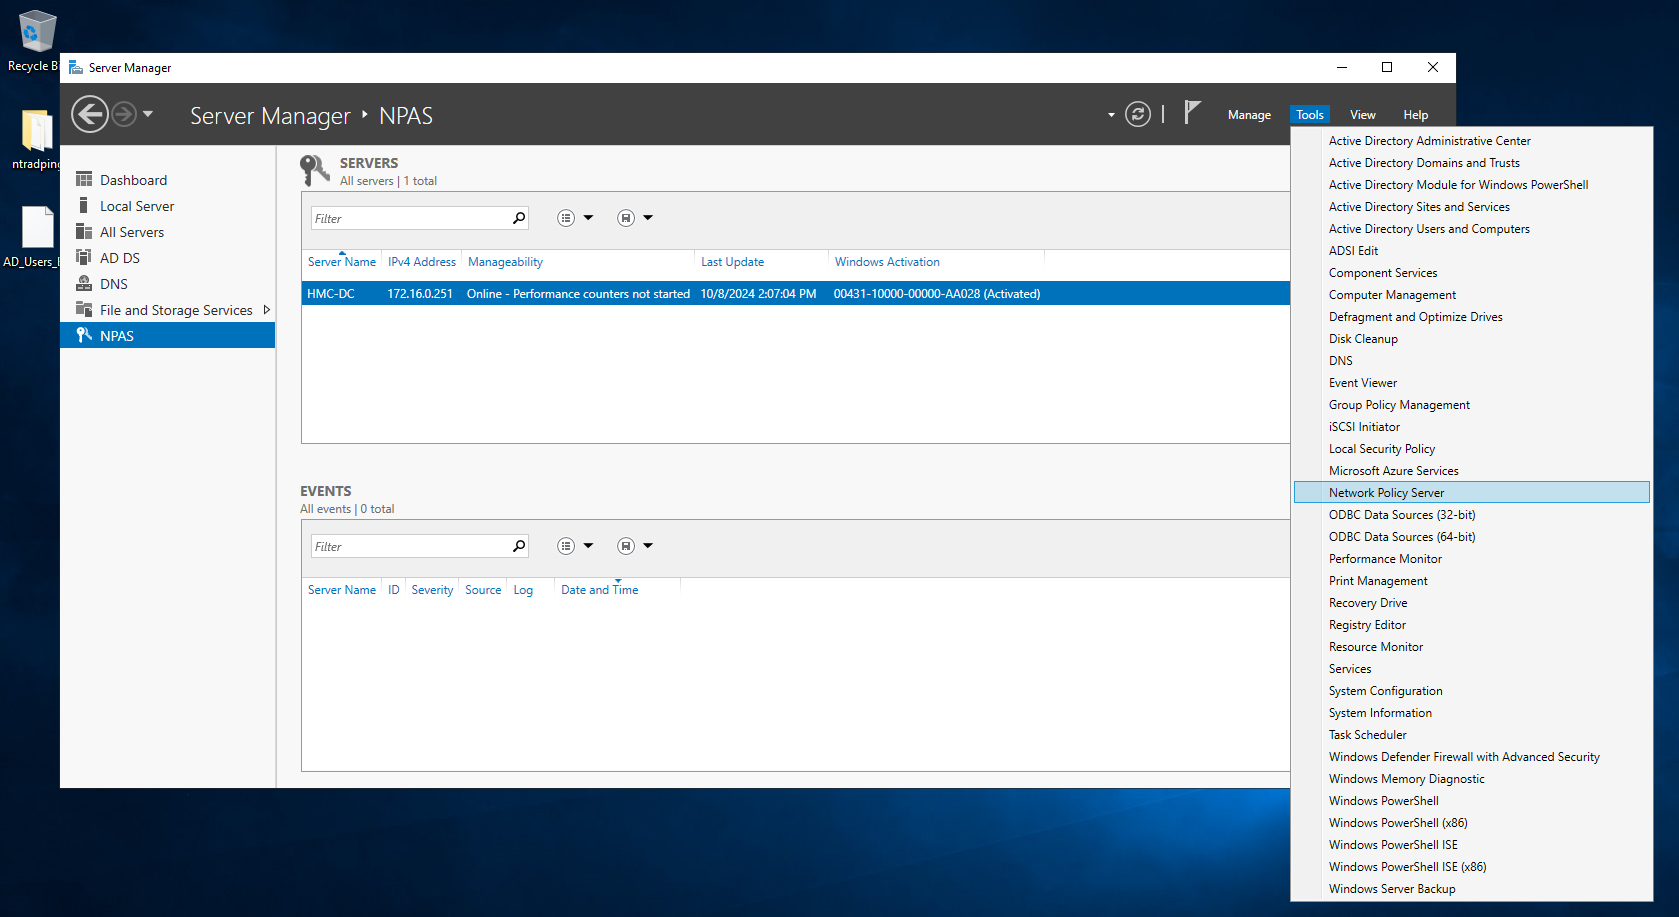 Recycle Bi
ntradping
AD_Users_E
Server Manager
Server Manager ‣ NPAS
Manage
Tools
View
Help
Dashboard
Local Server
All Servers
AD DS
DNS
File and Storage Services
NPAS
SERVERS
All servers | 1 total
Filter
Server Name IPv4 Address Manageability Last Update Windows Activation
HMC-DC 172.16.0.251 Online - Performance counters not started 10/8/2024 2:07:04 PM 00431-10000-00000-AA028 (Activated)
EVENTS
All events | 0 total
Filter
Server Name ID Severity Source Log Date and Time
Active Directory Administrative Center
Active Directory Domains and Trusts
Active Directory Module for Windows PowerShell
Active Directory Sites and Services
Active Directory Users and Computers
ADSI Edit
Component Services
Computer Management
Defragment and Optimize Drives
Disk Cleanup
DNS
Event Viewer
Group Policy Management
iSCSI Initiator
Local Security Policy
Microsoft Azure Services
Network Policy Server
ODBC Data Sources (32-bit)
ODBC Data Sources (64-bit)
Performance Monitor
Print Management
Recovery Drive
Registry Editor
Resource Monitor
Services
System Configuration
System Information
Task Scheduler
Windows Defender Firewall with Advanced Security
Windows Memory Diagnostic
Windows PowerShell
Windows PowerShell (x86)
Windows PowerShell ISE
Windows PowerShell ISE (x86)
Windows Server Backup